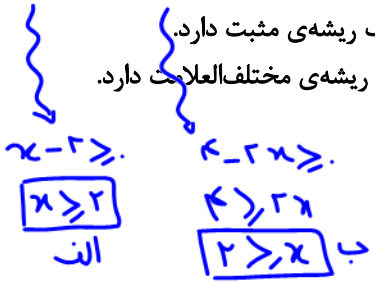 ریشه‌ی مثبت دارد.
ریشه‌ی مختلف‌العلامت دارد.
x-۲≥۰ ۴-۲x≥۰
x≥۲ ۴≥۲x
الف ۲≥x ب